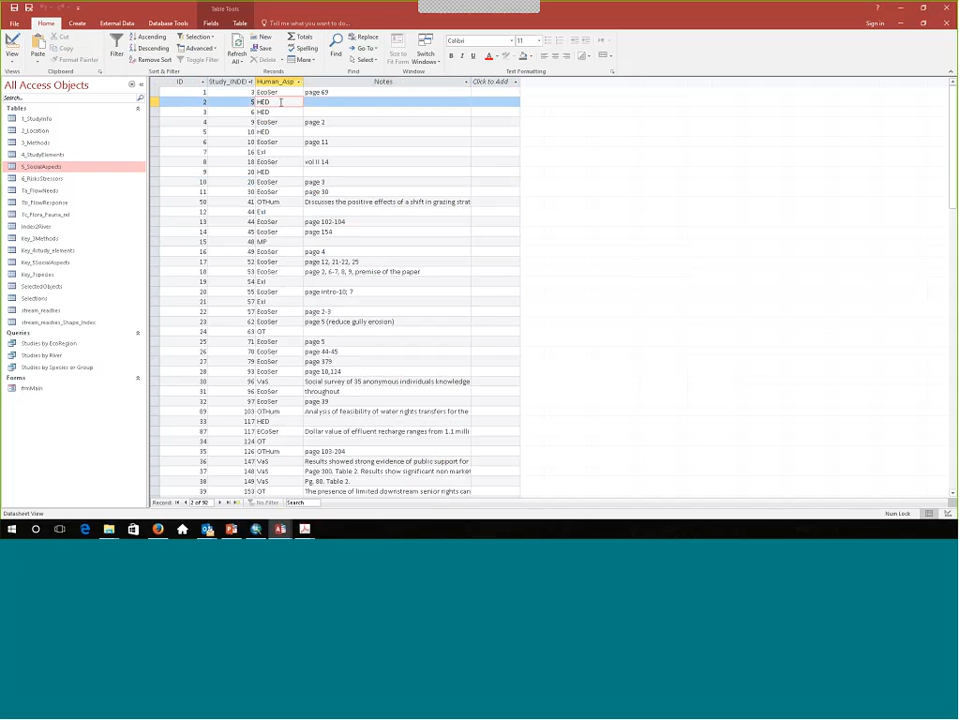 Table Tools
File Home Create External Data Database Tools Fields Table Tell me what you want to do... Sign in
View Paste Cut Copy Format Painter Filter Ascending Descending Remove Sort Selection Advanced Toggle Filter Refresh All New Save Delete Totals Spelling More Find Replace Go To Select Size to Fit Form Switch Windows Calibri 11 B I U A
Views Clipboard Sort & Filter Records Find Window Text Formatting
All Access Objects
Search...
Tables
1_StudyInfo
2_Location
3_Methods
4_StudyElements
5_SocialAspects
6_RisksStressors
7a_FlowNeeds
7b_FlowResponse
7c_Flora_Fauna_nd
Index2River
Key_3Methods
Key_4study_elements
Key_5SocialAspects
Key_7species
SelectedObjects
Selections
stream_reaches
stream_reaches_Shape_Index
Queries
Studies by EcoRegion
Studies by River
Studies by Species or Group
Forms
frmMain
ID Study_INDEX Human_Asp Notes Click to Add
1 3 EcoSer page 69
2 5 HED
3 6 HED
4 9 EcoSer page 2
5 10 HED
6 10 EcoSer page 11
7 16 ExI
8 18 EcoSer vol II 14
9 20 HED
10 20 EcoSer page 3
11 30 EcoSer page 30
50 41 OTHum Discusses the positive effects of a shift in grazing strat
12 44 ExI
13 44 EcoSer page 102-104
14 45 EcoSer page 154
15 48 MP
16 49 EcoSer page 4
17 52 EcoSer page 12, 21-22, 25
18 53 EcoSer page 2, 6-7, 8, 9, premise of the paper
19 54 ExI
20 55 EcoSer page intro-10; 7
21 57 ExI
22 57 EcoSer page 2-3
23 62 EcoSer page 5 (reduce gully erosion)
24 63 OT
25 71 EcoSer page 5
26 78 EcoSer page 44-45
27 79 EcoSer page 379
28 93 EcoSer page 10,124
30 96 VaS Social survey of 35 anonymous individuals knowledge
31 96 EcoSer throughout
32 97 EcoSer page 39
89 103 OTHum Analysis of feasibility of water rights transfers for the
33 117 HED
87 117 ECoSer Dollar value of effluent recharge ranges from 1.1 milli
34 124 OT
35 126 OTHum page 103-204
36 147 VaS Results showed strong evidence of public support for
37 148 VaS Page 300, Table 2. Results show significant non market
38 149 VaS Pg. 88, Table 2.
39 153 OT The presence of limited downstream senior rights can
Record: 2 of 92 No Filter Search
Datasheet View Num Lock